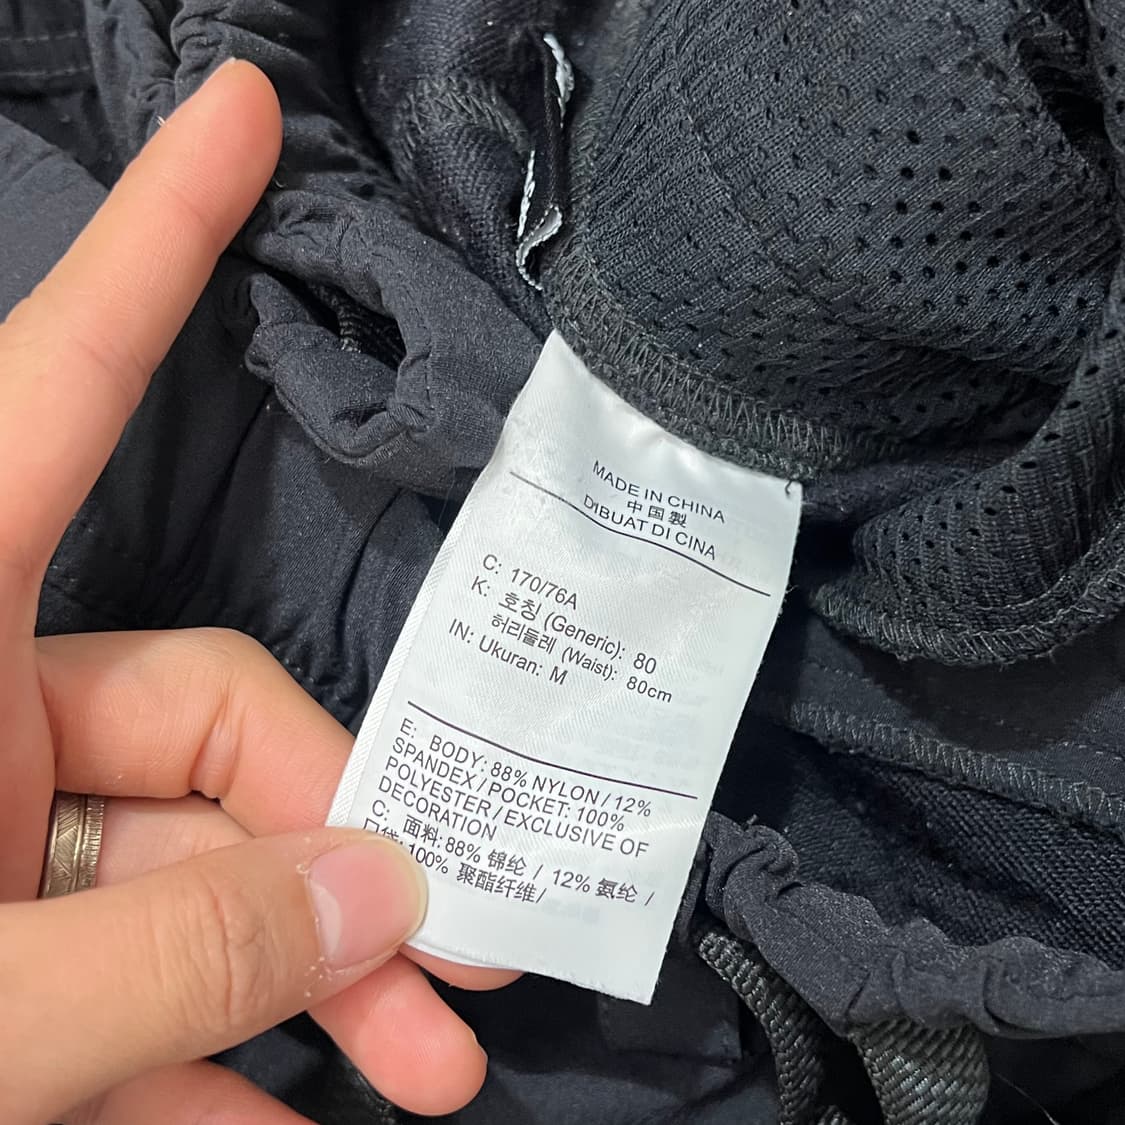 MADE IN CHINA
中国製
DIBUAT DI CINA
C: 170/76A
K: 호칭 (Generic): 80
허리둘레 (Waist): 80cm
IN: Ukuran: M
E: BODY: 88% NYLON / 12%
SPANDEX / POCKET: 100%
POLYESTER / EXCLUSIVE OF
DECORATION
C: 面料: 88% 锦纶 / 12% 氨纶 /
口袋: 100% 聚酯纤维/